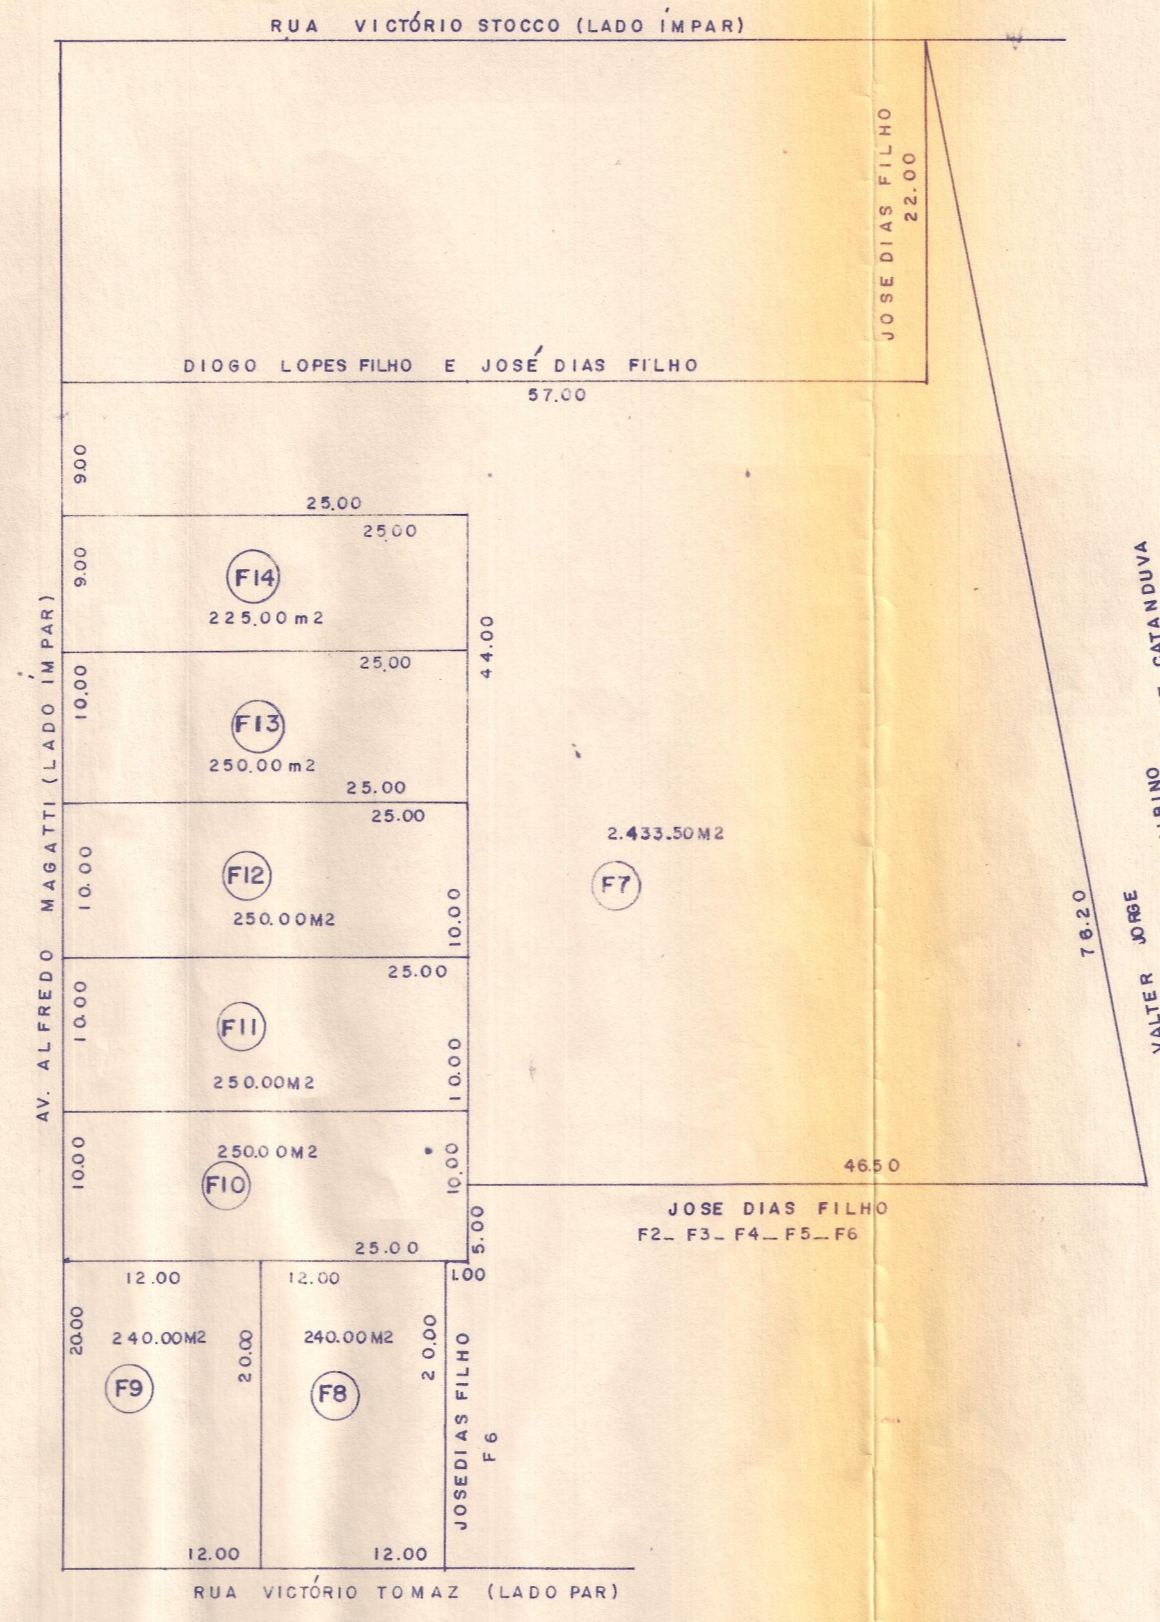 RUA VICTÓRIO STOCCO (LADO ÍMPAR)
JOSE DIAS FILHO
22.00
DIOGO LOPES FILHO E JOSÉ DIAS FILHO
57.00
9.00
25.00
25.00
9.00
F14
225.00 m2
44.00
25.00
10.00
F13
250.00 m2
25.00
25.00
10.00
F12
250.00M2
10.00
2.433.50M2
F7
25.00
10.00
F11
250.00M2
10.00
AV. ALFREDO MAGATTI (LADO ÍMPAR)
78.20
VALTER JORGE
CATANDUVA
250.00M2
10.00
F10
10.00
25.00
5.00
46.50
JOSE DIAS FILHO
F2_ F3_ F4_ F5_ F6
12.00
12.00
1.00
20.00
240.00M2
20.00
F9
240.00M2
20.00
F8
JOSE DIAS FILHO
F6
12.00
12.00
RUA VICTÓRIO TOMAZ (LADO PAR)